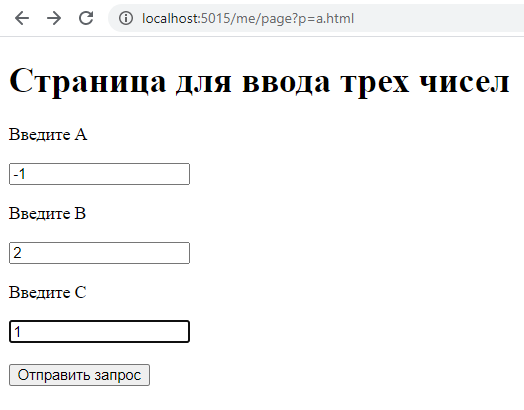 localhost:5015/me/page?p=a.html
Страница для ввода трех чисел
Введите A
-1
Введите B
2
Введите C
1
Отправить запрос